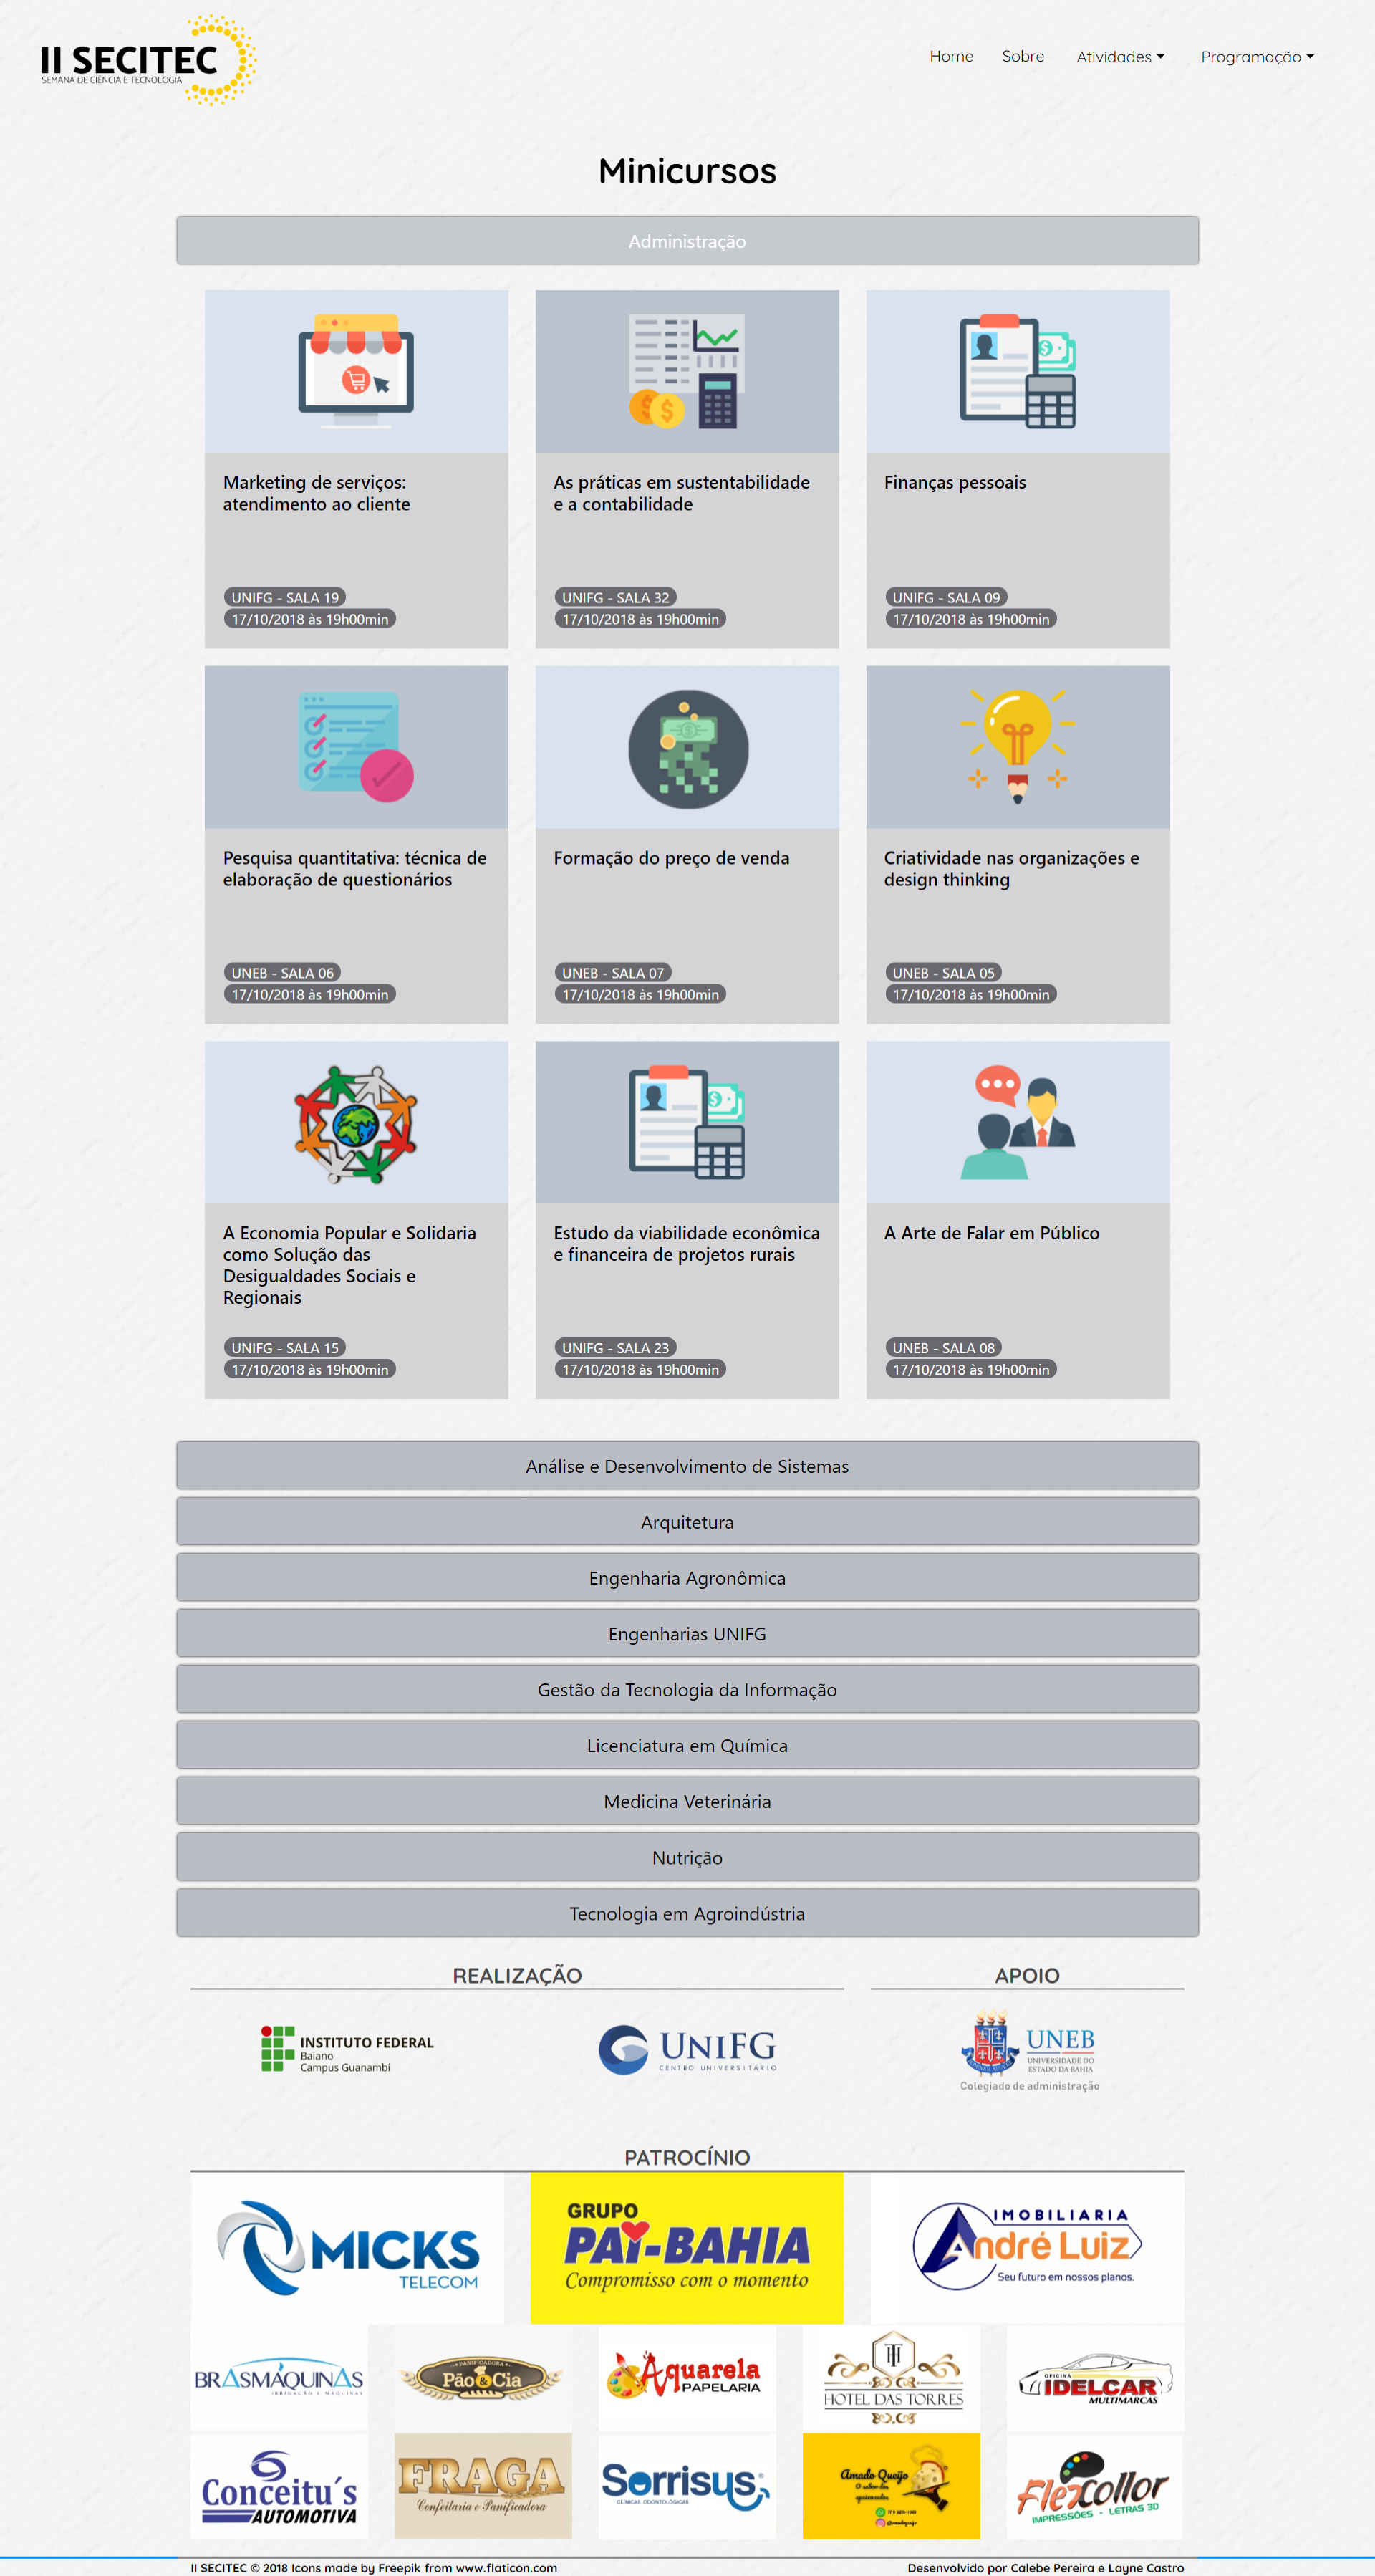 II SECITEC
SEMANA DE CIÊNCIA E TECNOLOGIA
Home
Sobre
Atividades
Programação
Minicursos
Administração
Marketing de serviços:
atendimento ao cliente
UNIFG - SALA 19
17/10/2018 às 19h00min
As práticas em sustentabilidade
e a contabilidade
UNIFG - SALA 32
17/10/2018 às 19h00min
Finanças pessoais
UNIFG - SALA 09
17/10/2018 às 19h00min
Pesquisa quantitativa: técnica de
elaboração de questionários
UNEB - SALA 06
17/10/2018 às 19h00min
Formação do preço de venda
UNEB - SALA 07
17/10/2018 às 19h00min
Criatividade nas organizações e
design thinking
UNEB - SALA 05
17/10/2018 às 19h00min
A Economia Popular e Solidaria
como Solução das
Desigualdades Sociais e
Regionais
UNIFG - SALA 15
17/10/2018 às 19h00min
Estudo da viabilidade econômica
e financeira de projetos rurais
UNIFG - SALA 23
17/10/2018 às 19h00min
A Arte de Falar em Público
UNEB - SALA 08
17/10/2018 às 19h00min
Análise e Desenvolvimento de Sistemas
Arquitetura
Engenharia Agronômica
Engenharias UNIFG
Gestão da Tecnologia da Informação
Licenciatura em Química
Medicina Veterinária
Nutrição
Tecnologia em Agroindústria
REALIZAÇÃO
INSTITUTO FEDERAL
Baiano
Campus Guanambi
UNIFG
CENTRO UNIVERSITÁRIO
APOIO
UNEB
UNIVERSIDADE DO
ESTADO DA BAHIA
Colegiado de administração
PATROCÍNIO
MICKS
TELECOM
GRUPO
PAI-BAHIA
Compromisso com o momento
IMOBILIARIA
André Luiz
Seu futuro em nossos planos.
BRASMÁQUINAS
IRRIGAÇÃO E MÁQUINAS
PANIFICADORA
Pão & Cia
Aquarela
PAPELARIA
HOTEL DAS TORRES
OFICINA
IDELCAR
MULTIMARCAS
Conceitu´s
AUTOMOTIVA
FRAGA
Confeitaria e Panificadora
Sorrisus
CLÍNICAS ODONTOLÓGICAS
Amado Queijo
O sabor dos
apaixonados
Flexcollor
IMPRESSÕES - LETRAS 3D
II SECITEC © 2018 Icons made by Freepik from www.flaticon.com
Desenvolvido por Calebe Pereira e Layne Castro